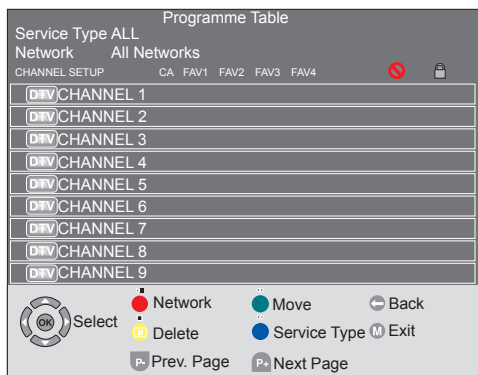 Programme Table
Service Type ALL
Network All Networks
CHANNEL SETUP CA FAV1 FAV2 FAV3 FAV4
DTV CHANNEL 1
DTV CHANNEL 2
DTV CHANNEL 3
DTV CHANNEL 4
DTV CHANNEL 5
DTV CHANNEL 6
DTV CHANNEL 7
DTV CHANNEL 8
DTV CHANNEL 9
Network Move Back
OK Select Delete Service Type M Exit
P- Prev. Page P+ Next Page